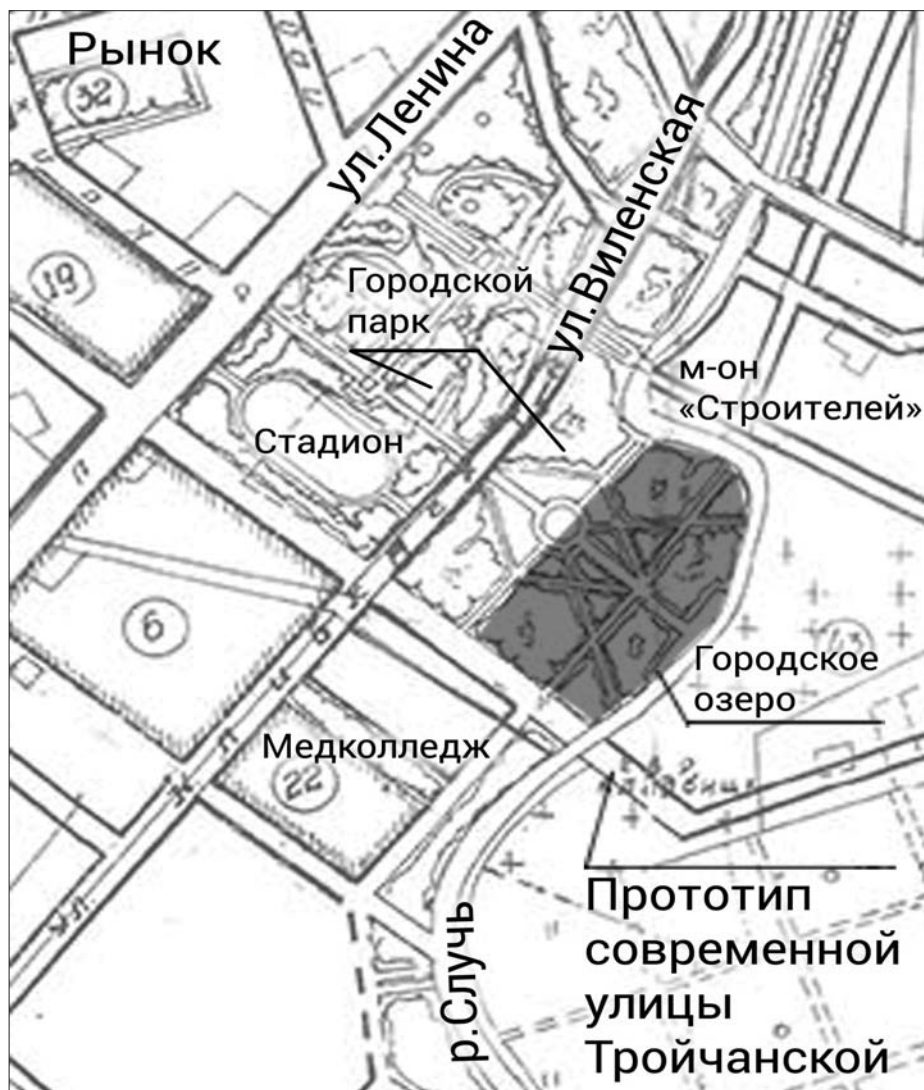 Рынок
32
ул.Ленина
ул.Виленская
19
Городской
парк
м-он
«Строителей»
Стадион
6
Городское
озеро
Медколледж
22
Прототип
современной
улицы
Тройчанской
р.Случь